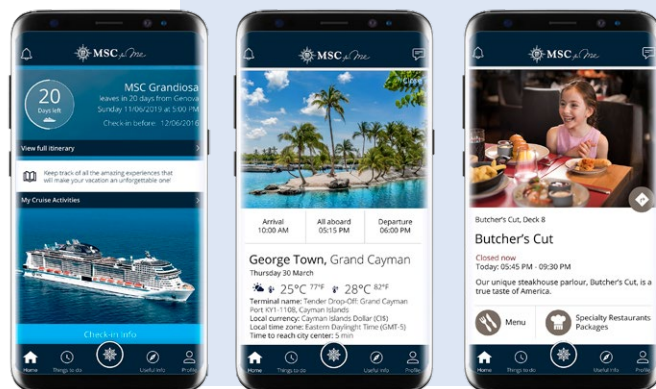 MSC for Me
20
Days left
MSC Grandiosa
leaves in 20 days from Genova
Sunday 11/06/2019 at 5:00 PM
Check-in before: 12/06/2016
View full itinerary
Keep track of all the amazing experiences that
will make your vacation an unforgettable one!
My Cruise Activities
Check-in Info
Home
Things to do
Useful Info
Profile
MSC for Me
Close
Arrival
10:00 AM
All aboard
05:15 PM
Departure
06:00 PM
George Town, Grand Cayman
Thursday 30 March
25°C 77°F 28°C 82°F
Terminal name: Tender Drop-Off: Grand Cayman
Port KY1-1108, Cayman Islands
Local currency: Cayman Islands Dollar (CI$)
Local time zone: Eastern Daylinght Time (GMT-5)
Time to reach city center: 5 min
Home
Things to do
Useful Info
Profile
MSC for Me
Butcher's Cut, Deck 8
Butcher's Cut
Closed now
Today: 05:45 PM - 09:30 PM
Our unique steakhouse parlour, Butcher's Cut, is a
true taste of America.
Menu
Specialty Restaurants
Packages
Home
Things to do
Useful Info
Profile